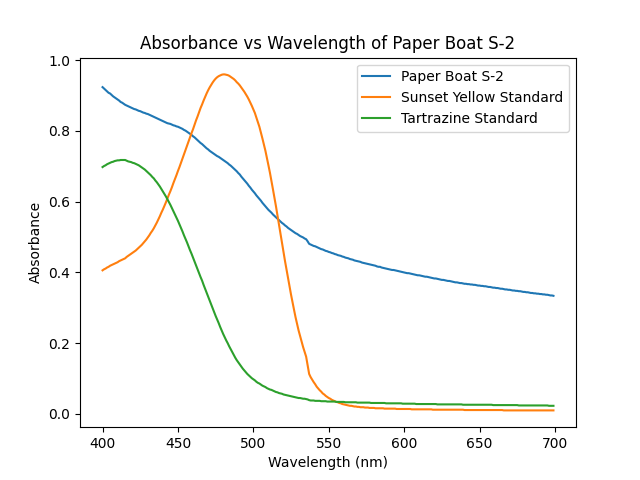 Absorbance vs Wavelength of Paper Boat S-2
Paper Boat S-2
Sunset Yellow Standard
Tartrazine Standard
1.0
0.8
0.6
0.4
0.2
0.0
Absorbance
400 450 500 550 600 650 700
Wavelength (nm)